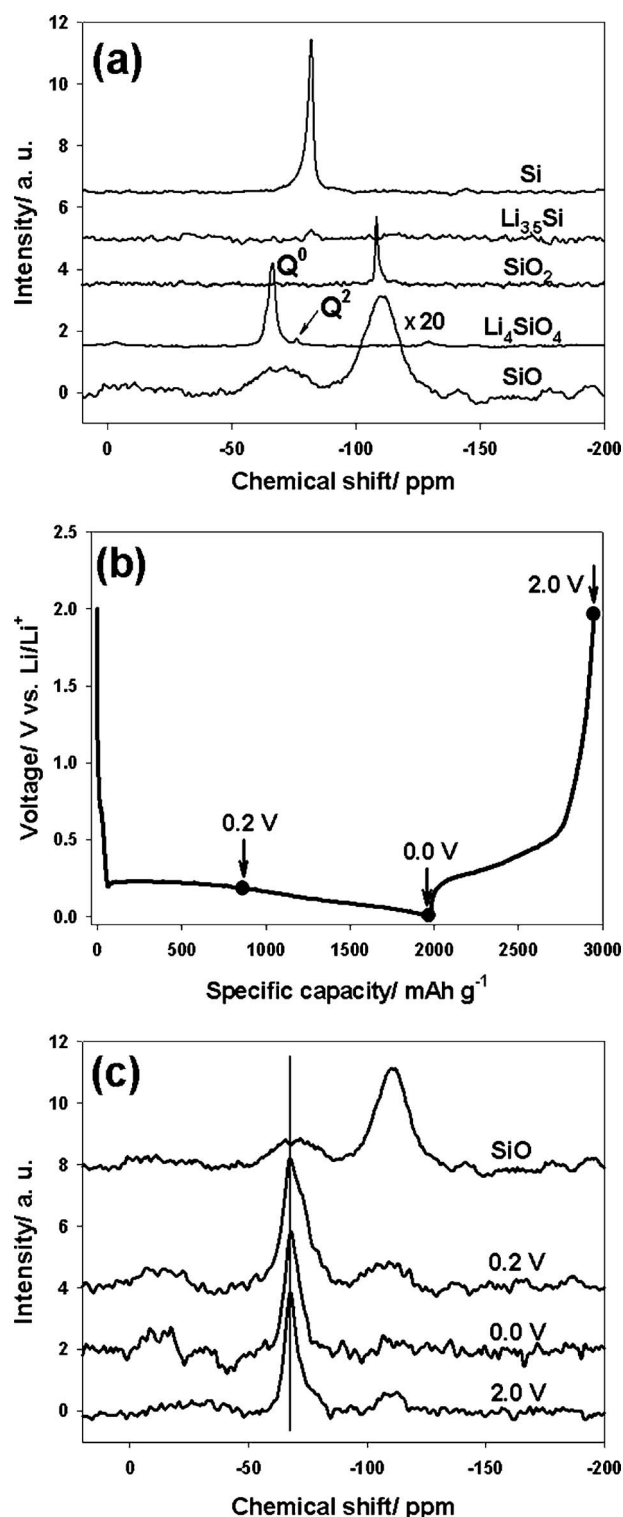 (a)
12
10
8
6
4
2
0
Intensity/ a. u.
Si
Li3.5Si
SiO2
Q0
Q2
x 20
Li4SiO4
SiO
0 -50 -100 -150 -200
Chemical shift/ ppm
(b)
2.5
2.0
1.5
1.0
0.5
0.0
Voltage/ V vs. Li/Li+
2.0 V
0.2 V
0.0 V
0 500 1000 1500 2000 2500 3000
Specific capacity/ mAh g-1
(c)
12
10
8
6
4
2
0
Intensity/ a. u.
SiO
0.2 V
0.0 V
2.0 V
0 -50 -100 -150 -200
Chemical shift/ ppm